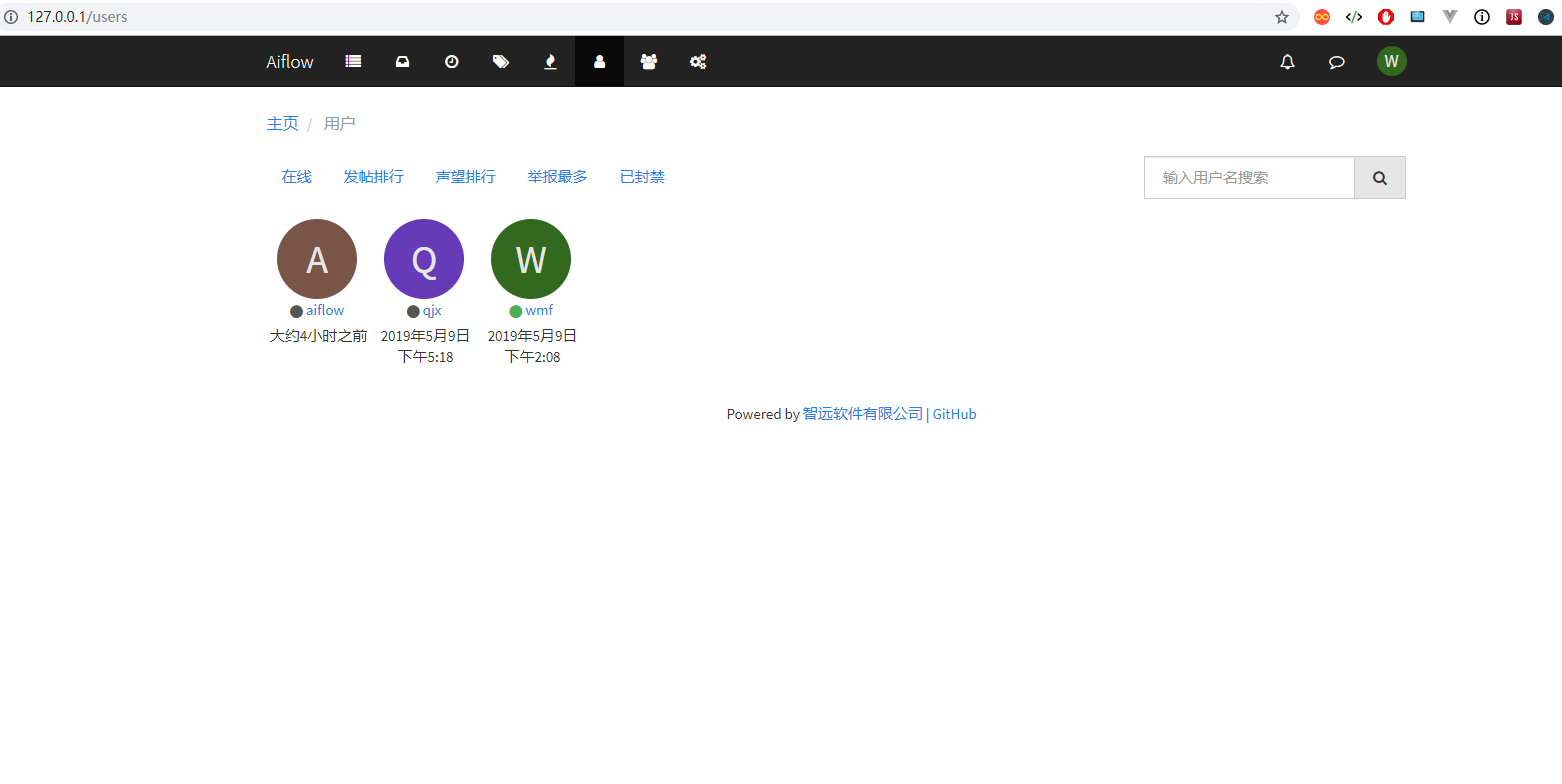 127.0.0.1/users
JS
Aiflow
W
主页 / 用户
在线 发帖排行 声望排行 举报最多 已封禁
输入用户名搜索
A Q W
aiflow qjx wmf
大约4小时之前 2019年5月9日 2019年5月9日
下午5:18 下午2:08
Powered by 智远软件有限公司 | GitHub